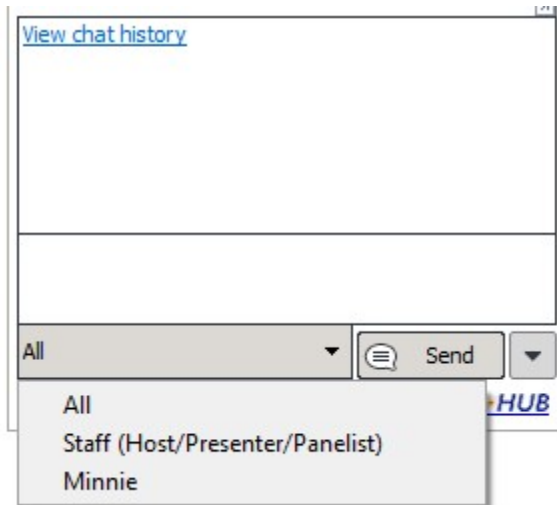 View chat history
All
Send
All
HUB
Staff (Host/Presenter/Panelist)
Minnie